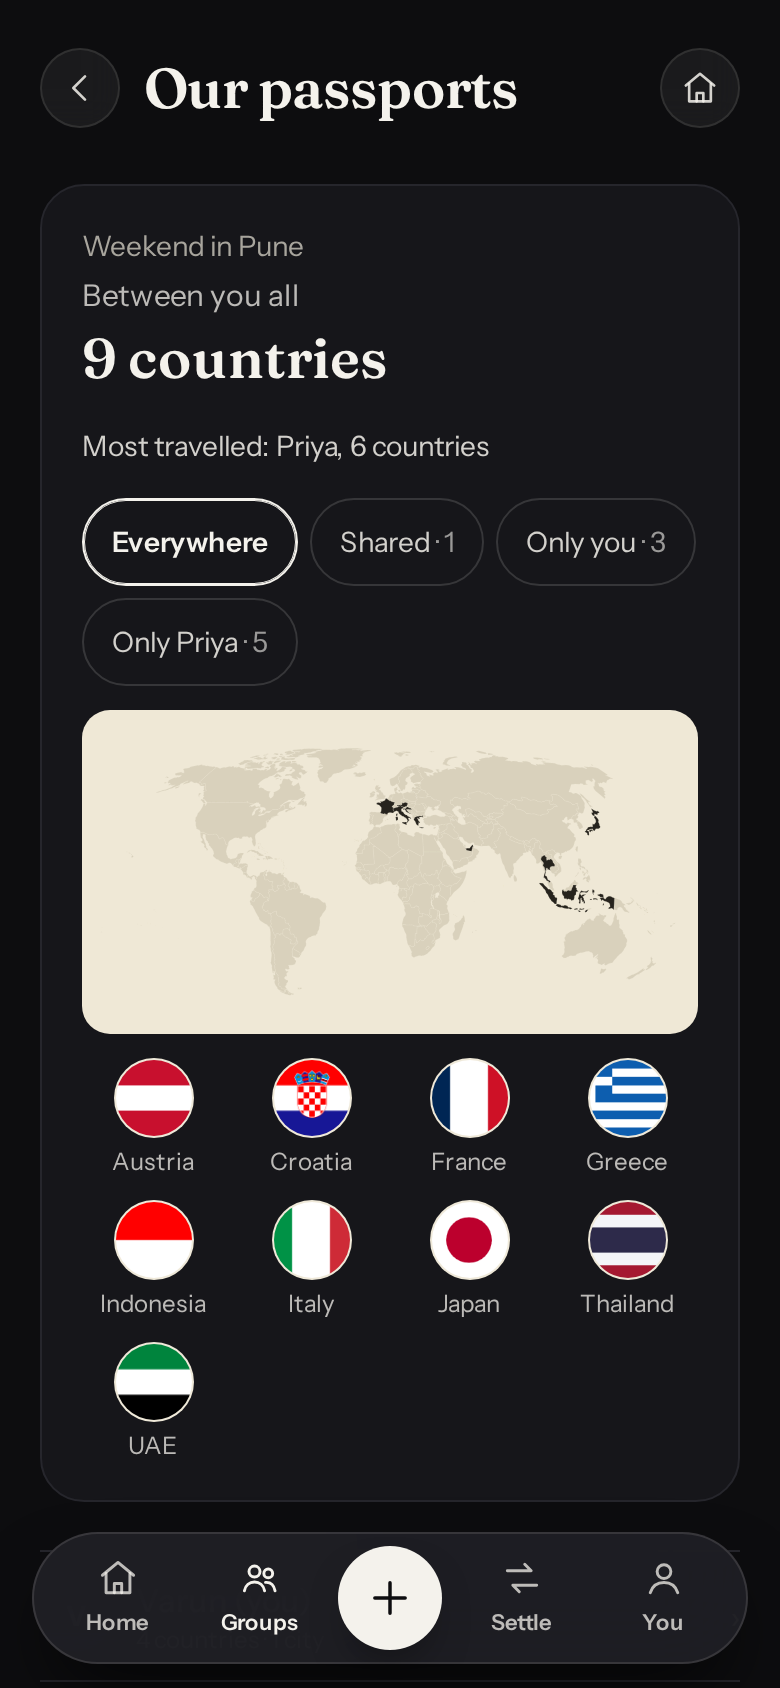 Our passports
Weekend in Pune
Between you all
9 countries
Most travelled: Priya, 6 countries
Everywhere
Shared · 1
Only you · 3
Only Priya · 5
Austria
Croatia
France
Greece
Indonesia
Italy
Japan
Thailand
UAE
Home
Groups
Settle
You